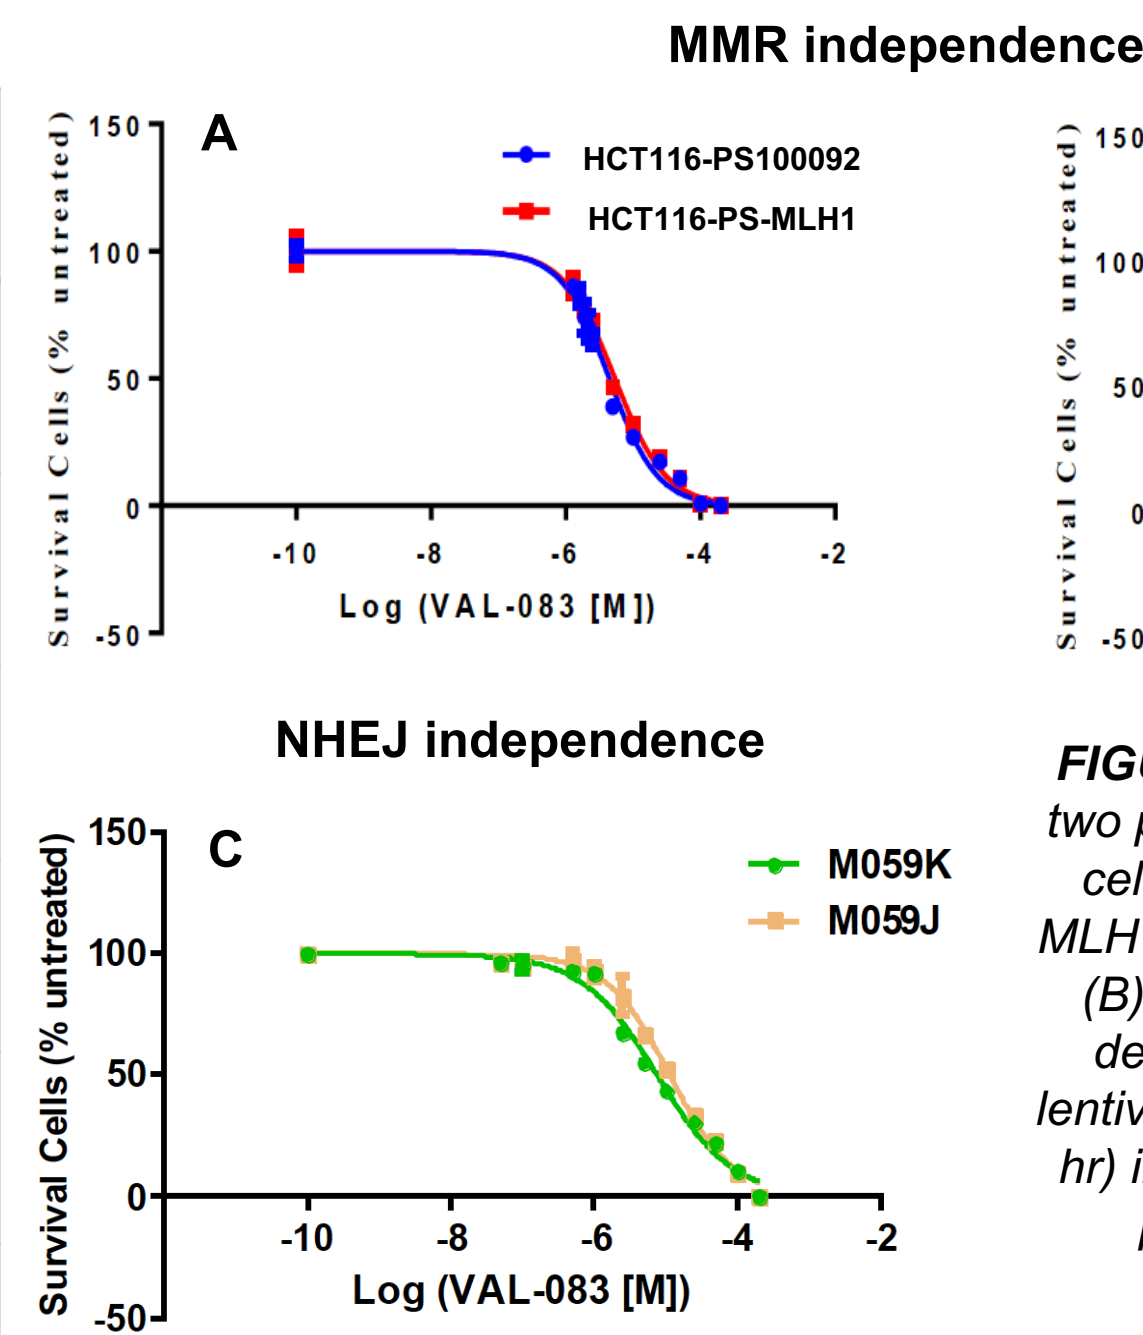 MMR independence
A
HCT116-PS100092
HCT116-PS-MLH1
Survival Cells (% untreated)
150
100
50
0
-50
-10
-8
-6
-4
-2
Log (VAL-083 [M])
Survival Cells (% untreated)
150
100
50
0
-50
NHEJ independence
C
M059K
M059J
Survival Cells (% untreated)
150
100
50
0
-50
-10
-8
-6
-4
-2
Log (VAL-083 [M])
FIGU
two p
cel
MLH
(B)
de
lentiv
hr) i